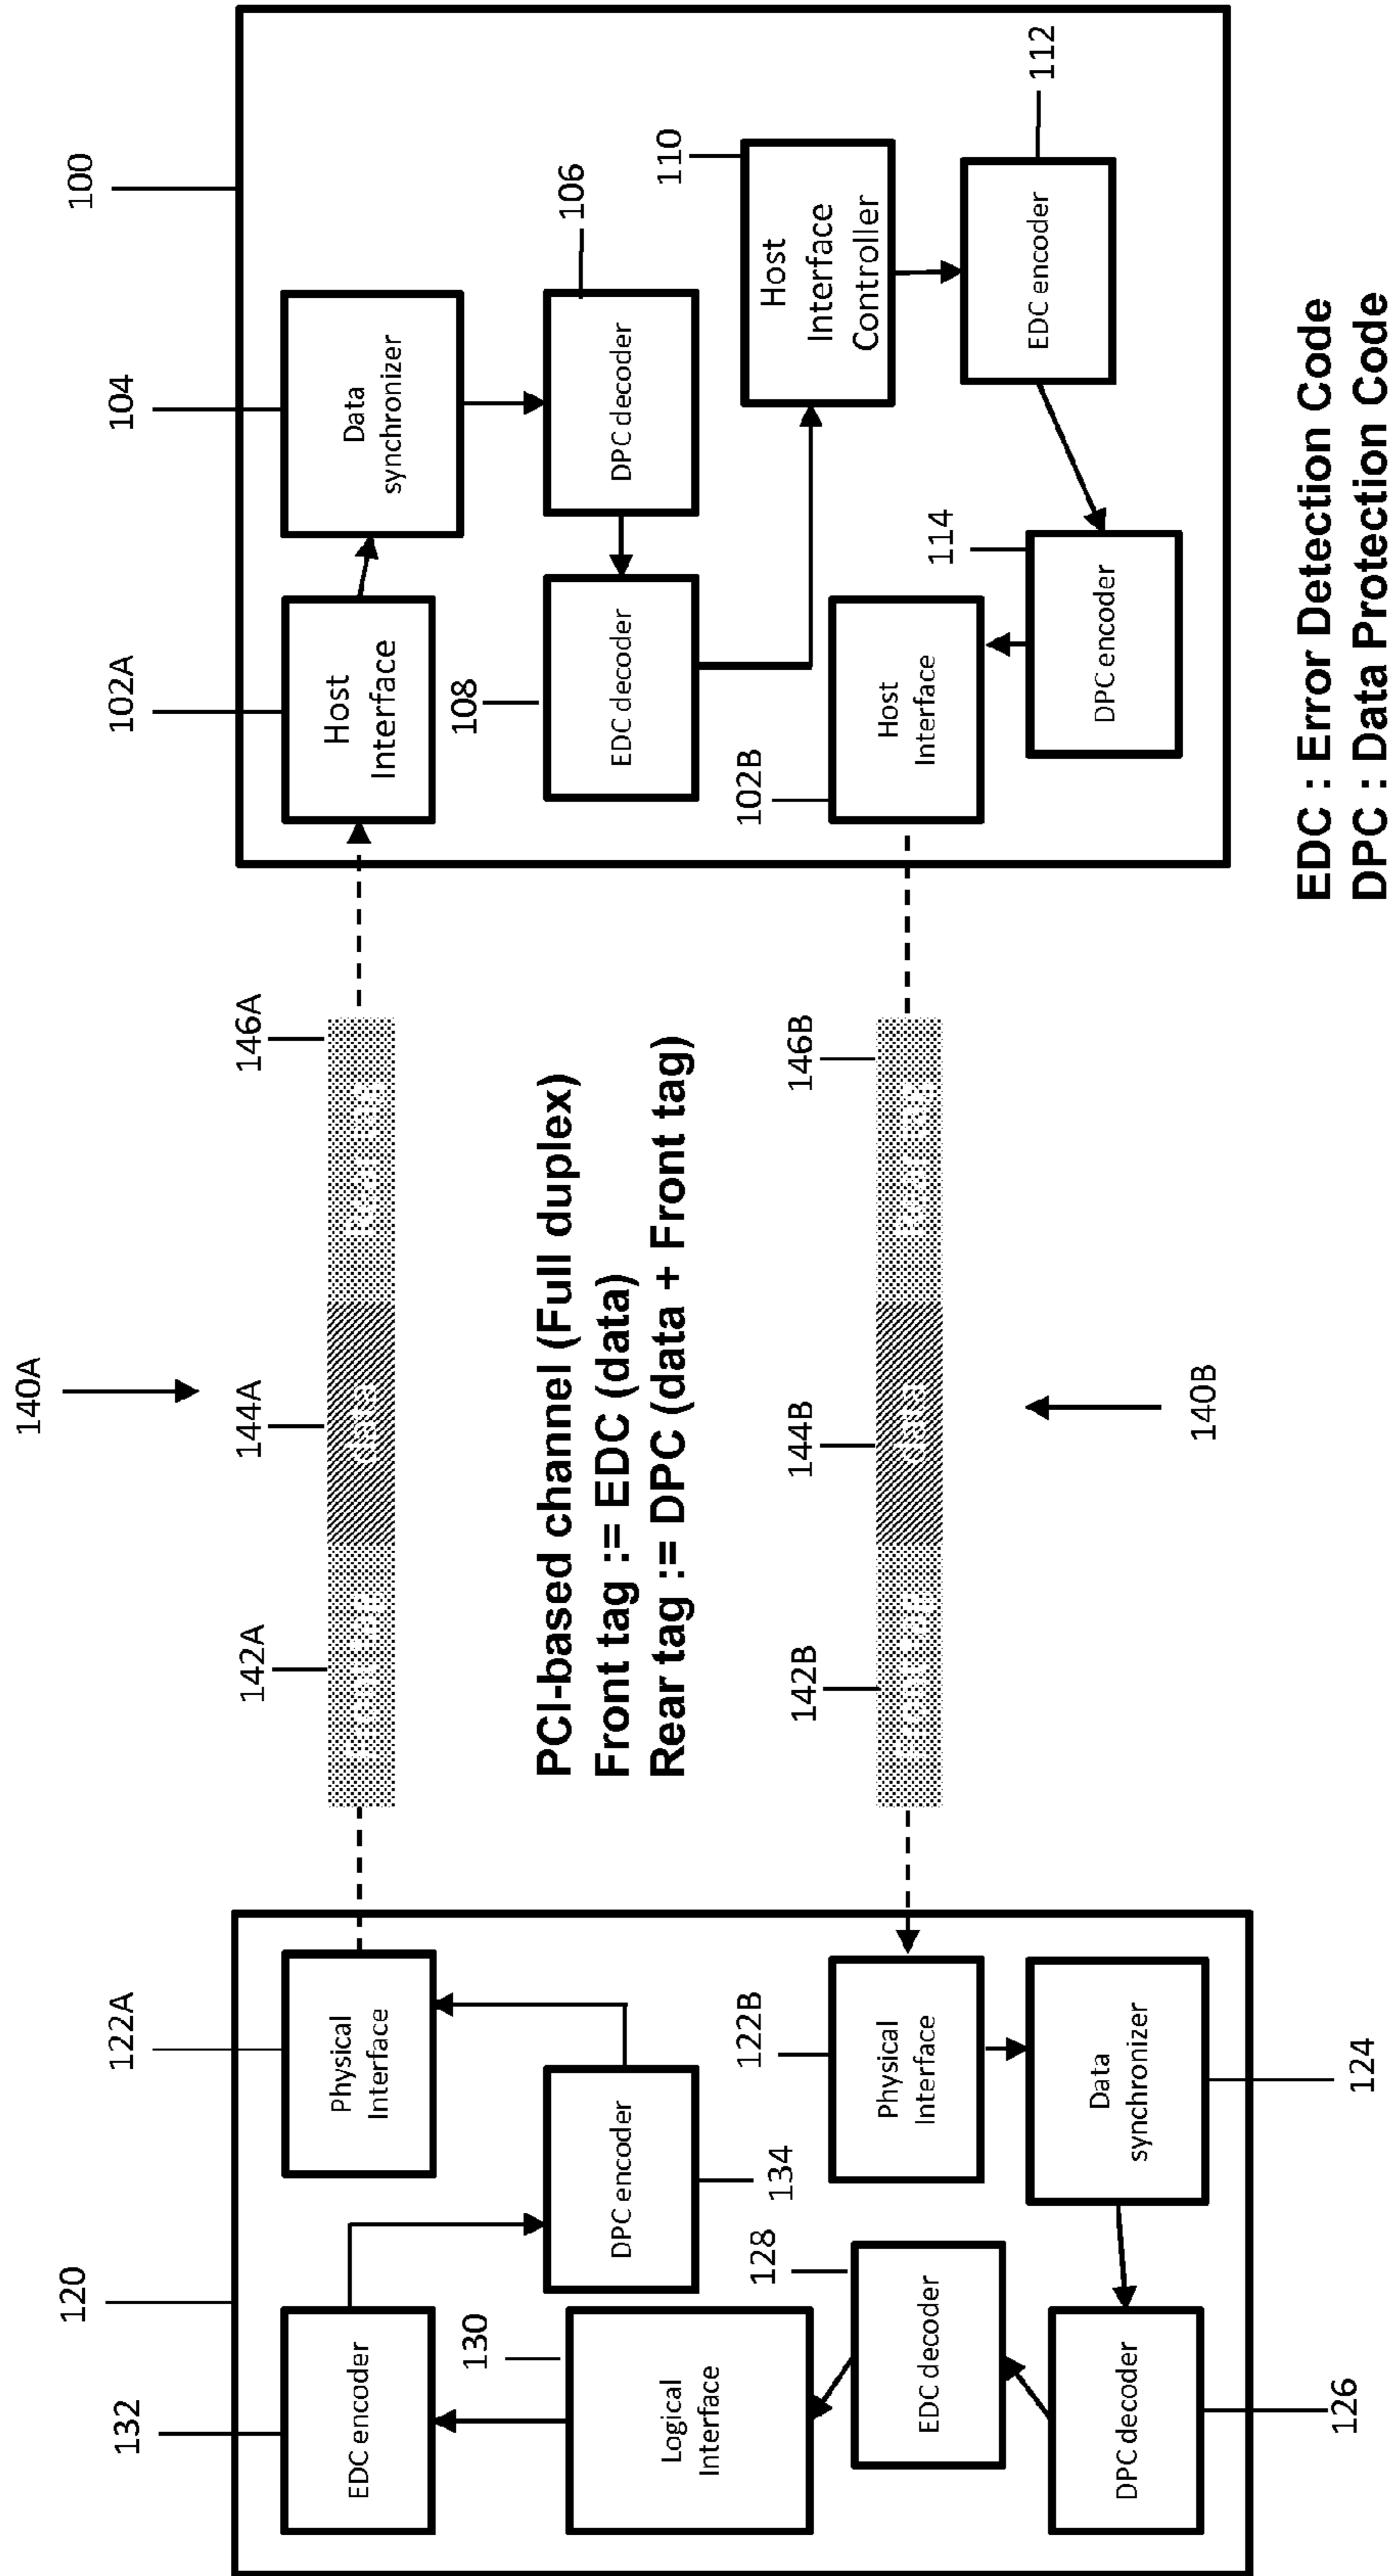 140A
120
122A
142A
144A
146A
102A
104
100
132
EDC encoder
Physical
Interface
data
Host
Interface
Data
synchronizer
130
Logical
Interface
DPC encoder
134
PCI-based channel (Full duplex)
Front tag := EDC (data)
Rear tag := DPC (data + Front tag)
108
EDC decoder
DPC decoder
106
110
Host
Interface
Controller
128
EDC decoder
122B
Physical
Interface
142B
144B
146B
data
102B
Host
Interface
114
DPC encoder
EDC encoder
112
126
DPC decoder
Data
synchronizer
124
140B
EDC : Error Detection Code
DPC : Data Protection Code